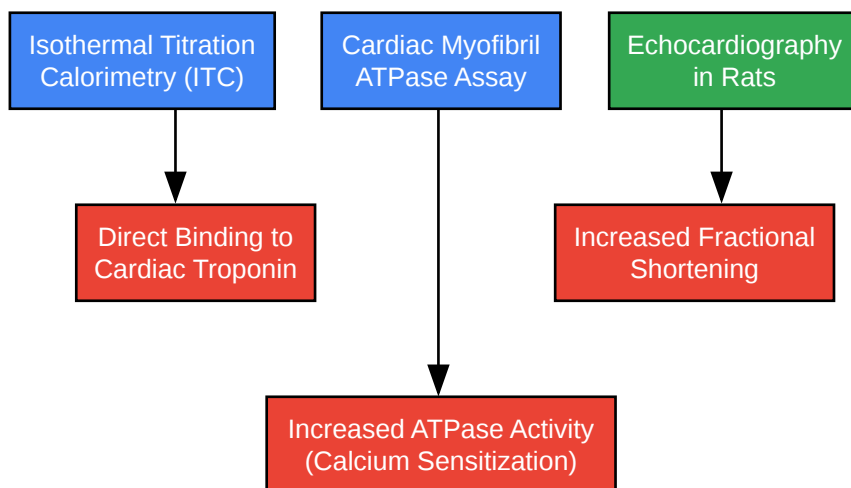 Isothermal Titration
Calorimetry (ITC)
Cardiac Myofibril
ATPase Assay
Echocardiography
in Rats
Direct Binding to
Cardiac Troponin
Increased Fractional
Shortening
Increased ATPase Activity
(Calcium Sensitization)